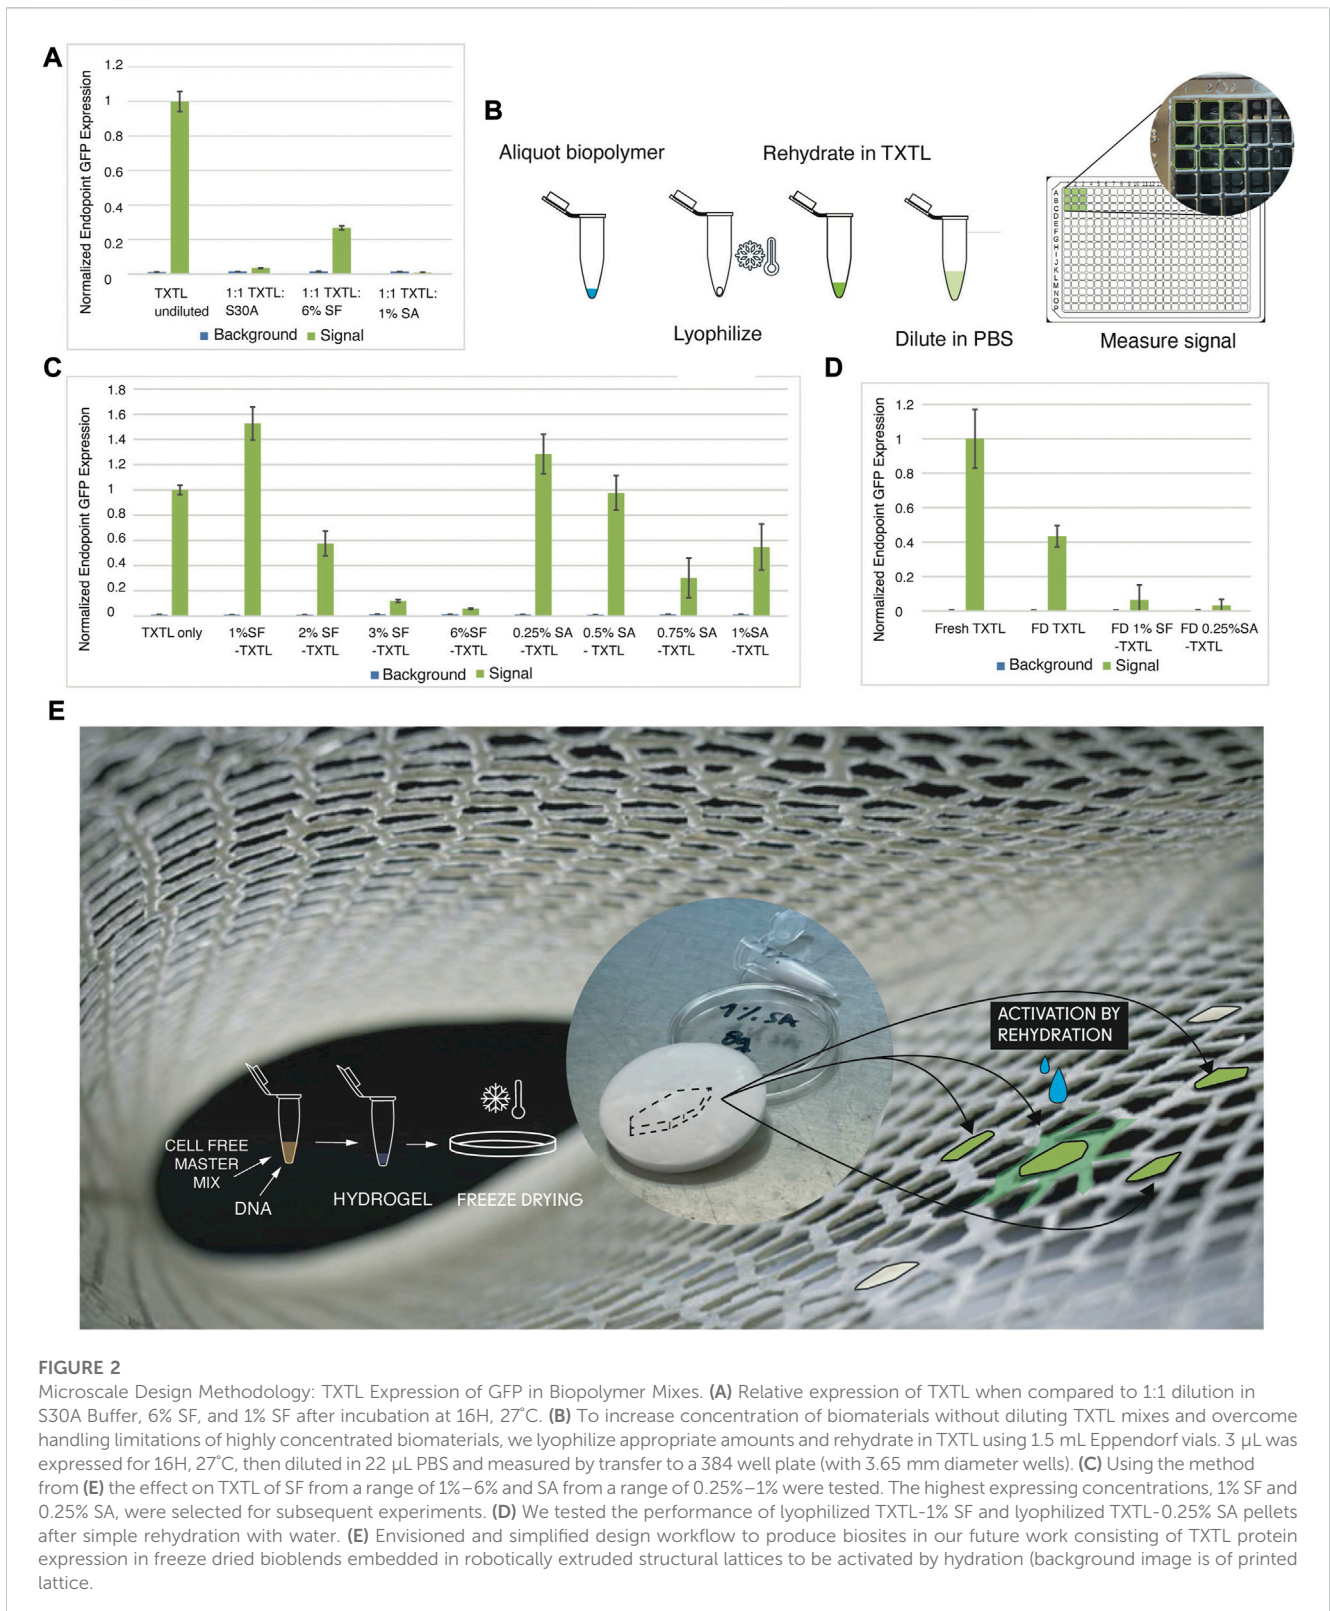 A
Normalized Endopoint GFP Expression
1.2
1
0.8
0.6
0.4
0.2
0
TXTL
undiluted
1:1 TXTL:
S30A
1:1 TXTL:
6% SF
1:1 TXTL:
1% SA
Background
Signal
B
Aliquot biopolymer
Rehydrate in TXTL
Lyophilize
Dilute in PBS
Measure signal
A
B
C
D
E
F
G
H
I
J
K
L
M
N
O
P
C
Normalized Endopoint GFP Expression
1.8
1.6
1.4
1.2
1
0.8
0.6
0.4
0.2
0
TXTL only
1%SF
-TXTL
2% SF
-TXTL
3% SF
-TXTL
6%SF
-TXTL
0.25% SA
-TXTL
0.5% SA
- TXTL
0.75% SA
-TXTL
1%SA
-TXTL
Background
Signal
D
Normalized Endopoint GFP Expression
1.2
1
0.8
0.6
0.4
0.2
0
Fresh TXTL
FD TXTL
FD 1% SF
-TXTL
FD 0.25%SA
-TXTL
Background
Signal
E
CELL FREE
MASTER
MIX
DNA
HYDROGEL
FREEZE DRYING
1% SA
ACTIVATION BY
REHYDRATION
FIGURE 2
Microscale Design Methodology: TXTL Expression of GFP in Biopolymer Mixes. (A) Relative expression of TXTL when compared to 1:1 dilution in
S30A Buffer, 6% SF, and 1% SF after incubation at 16H, 27°C. (B) To increase concentration of biomaterials without diluting TXTL mixes and overcome
handling limitations of highly concentrated biomaterials, we lyophilize appropriate amounts and rehydrate in TXTL using 1.5 mL Eppendorf vials. 3 µL was
expressed for 16H, 27°C, then diluted in 22 µL PBS and measured by transfer to a 384 well plate (with 3.65 mm diameter wells). (C) Using the method
from (E) the effect on TXTL of SF from a range of 1%–6% and SA from a range of 0.25%–1% were tested. The highest expressing concentrations, 1% SF and
0.25% SA, were selected for subsequent experiments. (D) We tested the performance of lyophilized TXTL-1% SF and lyophilized TXTL-0.25% SA pellets
after simple rehydration with water. (E) Envisioned and simplified design workflow to produce biosites in our future work consisting of TXTL protein
expression in freeze dried bioblends embedded in robotically extruded structural lattices to be activated by hydration (background image is of printed
lattice.